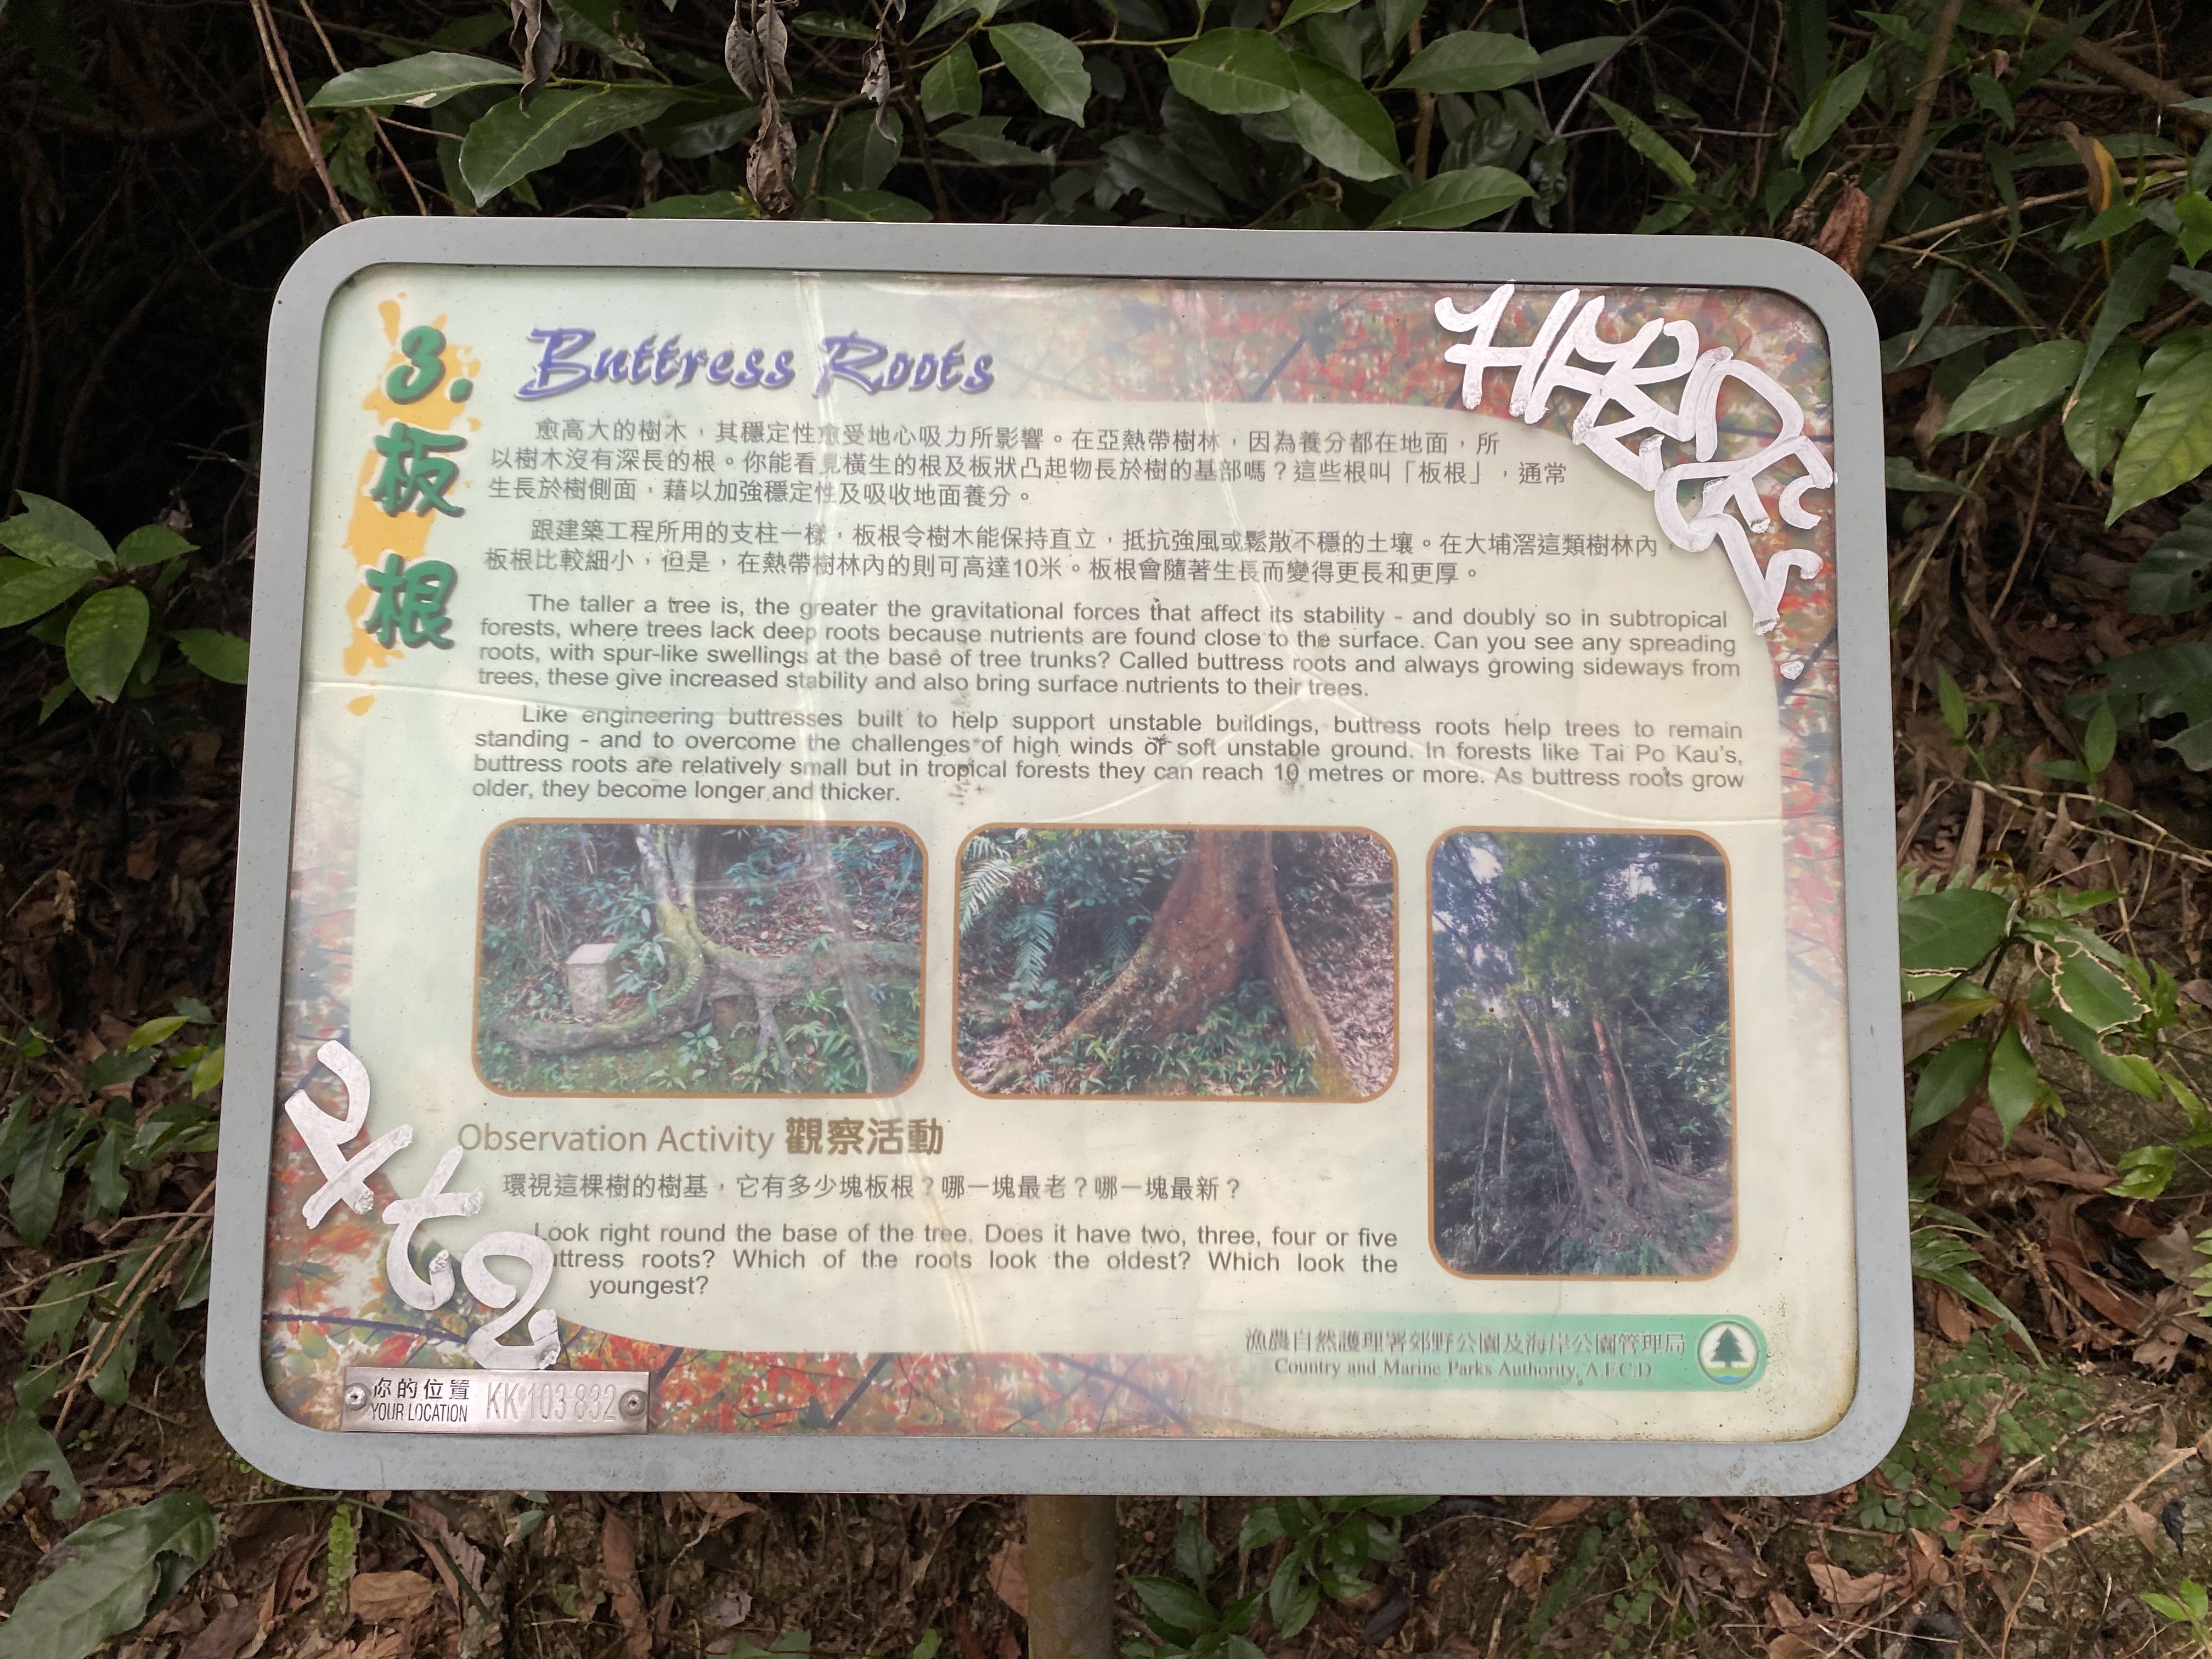 3.
板
根
Buttress Roots
愈高大的樹木，其穩定性愈受地心吸力所影響。在亞熱帶樹林，因為養分都在地面，所
以樹木沒有深長的根。你能看見橫生的根及板狀凸起物長於樹的基部嗎？這些根叫「板根」，通常
生長於樹側面，藉以加強穩定性及吸收地面養分。
跟建築工程所用的支柱一樣，板根令樹木能保持直立，抵抗強風或鬆散不穩的土壤。在大埔滘這類樹林內，
板根比較細小，但是，在熱帶樹林內的則可高達10米。板根會隨著生長而變得更長和更厚。
The taller a tree is, the greater the gravitational forces that affect its stability - and doubly so in subtropical
forests, where trees lack deep roots because nutrients are found close to the surface. Can you see any spreading
roots, with spur-like swellings at the base of tree trunks? Called buttress roots and always growing sideways from
trees, these give increased stability and also bring surface nutrients to their trees.
Like engineering buttresses built to help support unstable buildings, buttress roots help trees to remain
standing - and to overcome the challenges of high winds or soft unstable ground. In forests like Tai Po Kau's,
buttress roots are relatively small but in tropical forests they can reach 10 metres or more. As buttress roots grow
older, they become longer and thicker.
Observation Activity 觀察活動
環視這棵樹的樹基，它有多少塊板根？哪一塊最老？哪一塊最新？
Look right round the base of the tree. Does it have two, three, four or five
uttress roots? Which of the roots look the oldest? Which look the
youngest?
漁農自然護理署郊野公園及海岸公園管理局
Country and Marine Parks Authority, A.F.C.D.
你的位置
YOUR LOCATION
KK 103 832